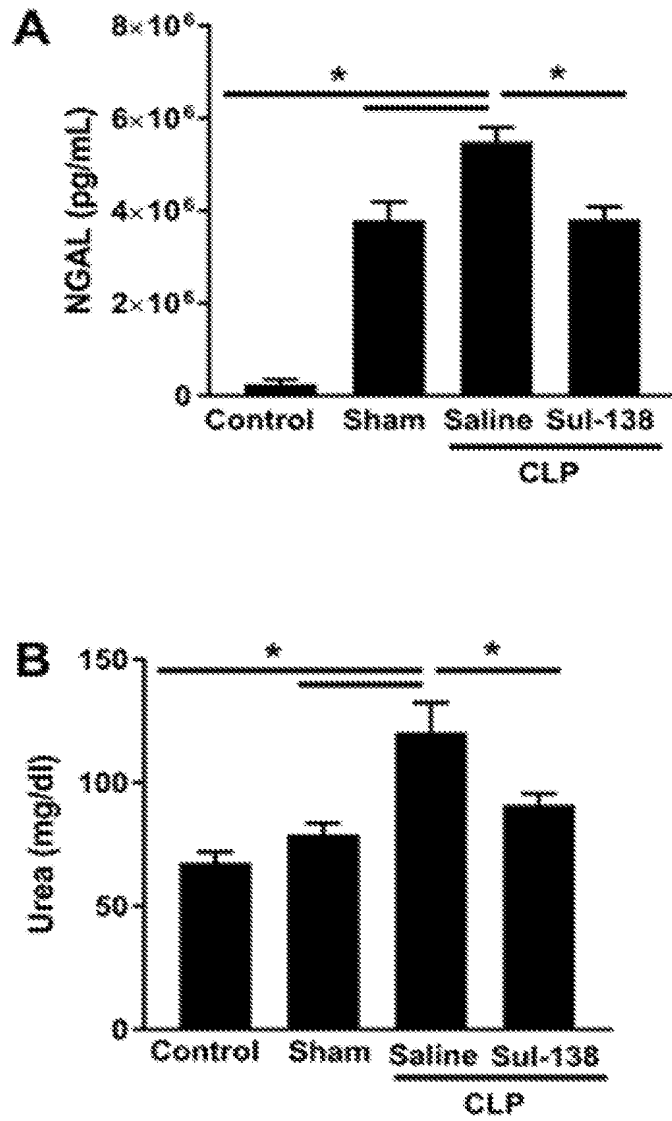 A
8×10⁶
*
*
6×10⁶
4×10⁶
2×10⁶
0
NGAL (pg/mL)
Control Sham Saline Sul-138
CLP
B
150
*
*
100
50
0
Urea (mg/dl)
Control Sham Saline Sul-138
CLP